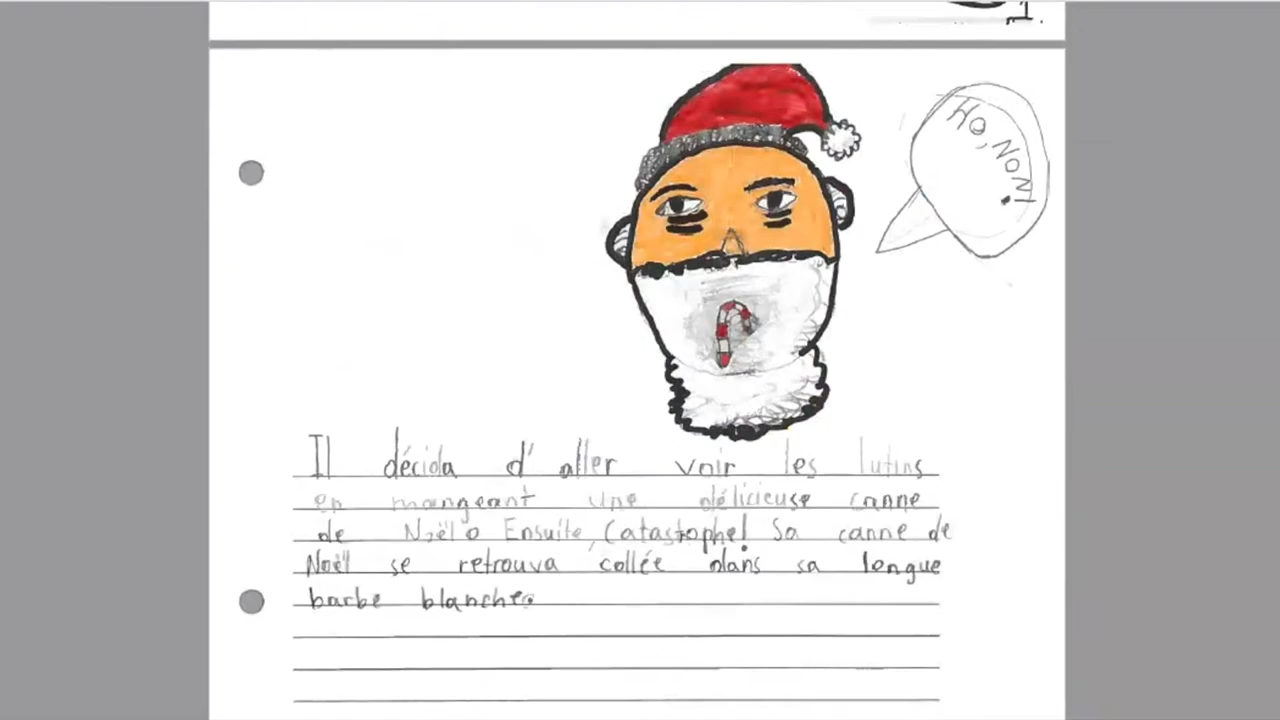 1.
Ho, NON!
Il décida d'aller voir les lutins
en mangeant une délicieuse canne
de Noël. Ensuite, Catastrophe! Sa canne de
Noël se retrouva collée dans sa longue
barbe blanche.